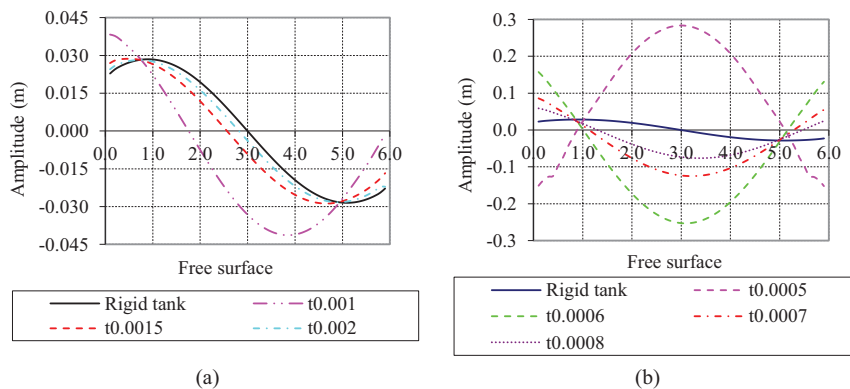 0.045
0.030
0.015
0.000
-0.015
-0.030
-0.045
Amplitude (m)
1.0 2.0 3.0 4.0 5.0 6.0
Free surface
Rigid tank t0.001
t0.0015 t0.002
(a)
0.3
0.2
0.1
0.0
-0.1
-0.2
-0.3
Amplitude (m)
0.0 1.0 2.0 3.0 4.0 5.0 6.0
Free surface
Rigid tank t0.0005
t0.0006 t0.0007
t0.0008
(b)